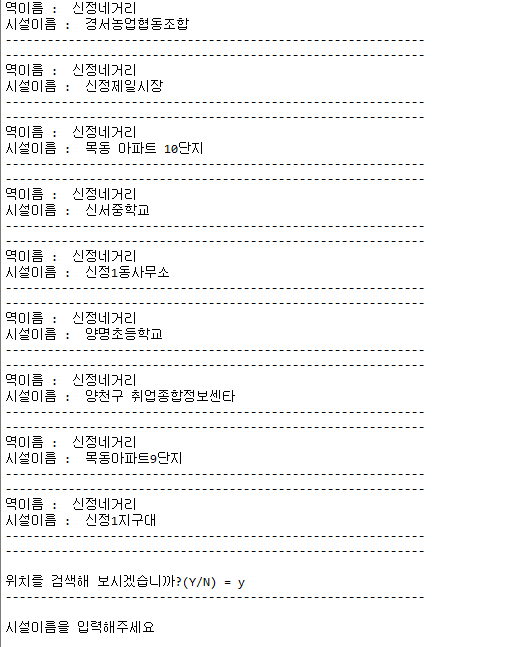 역이름 :  신정네거리
시설이름 :  경서농업협동조합
--------------------------------------------------------
--------------------------------------------------------
역이름 :  신정네거리
시설이름 :  신정제일시장
--------------------------------------------------------
--------------------------------------------------------
역이름 :  신정네거리
시설이름 :  목동 아파트 10단지
--------------------------------------------------------
--------------------------------------------------------
역이름 :  신정네거리
시설이름 :  신서중학교
--------------------------------------------------------
--------------------------------------------------------
역이름 :  신정네거리
시설이름 :  신정1동사무소
--------------------------------------------------------
--------------------------------------------------------
역이름 :  신정네거리
시설이름 :  양명초등학교
--------------------------------------------------------
--------------------------------------------------------
역이름 :  신정네거리
시설이름 :  양천구 취업종합정보센타
--------------------------------------------------------
--------------------------------------------------------
역이름 :  신정네거리
시설이름 :  목동아파트9단지
--------------------------------------------------------
--------------------------------------------------------
역이름 :  신정네거리
시설이름 :  신정1지구대
--------------------------------------------------------
--------------------------------------------------------
위치를 검색해 보시겠습니까?(Y/N) = y
--------------------------------------------------------
시설이름을 입력해주세요